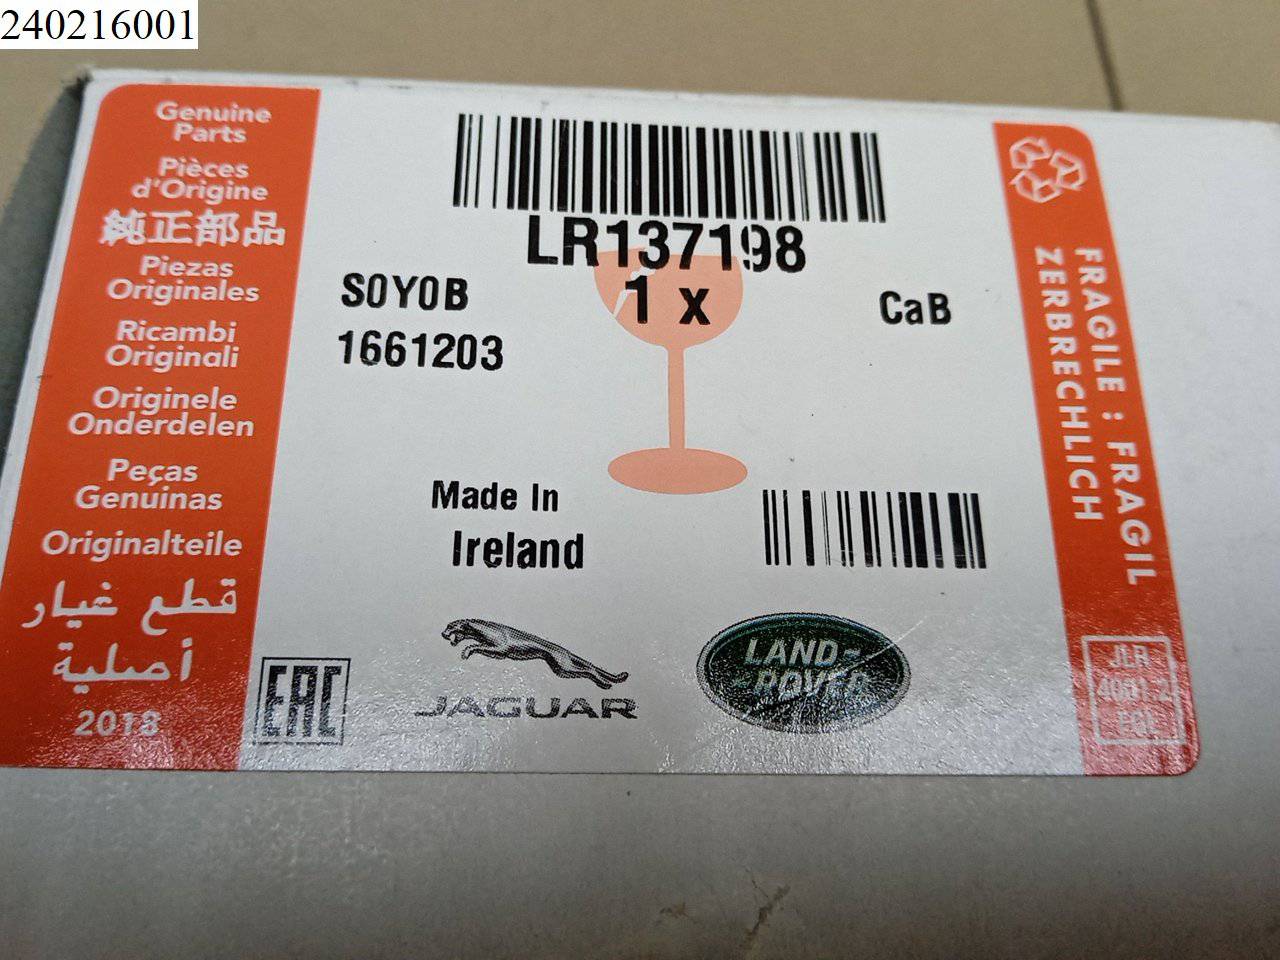 240216001
Genuine
Parts
Pièces
d'Origine
純正部品
Piezas
Originales
Ricambi
Originali
Originele
Onderdelen
Peças
Genuinas
Originalteile
قطع غيار
أصلية
2018
LR137198
1 x
S0Y0B
1661203
CaB
Made In
Ireland
EAC
JAGUAR
LAND-
-ROVER
FRAGILE : FRAGIL
ZERBRECHLICH
JLR